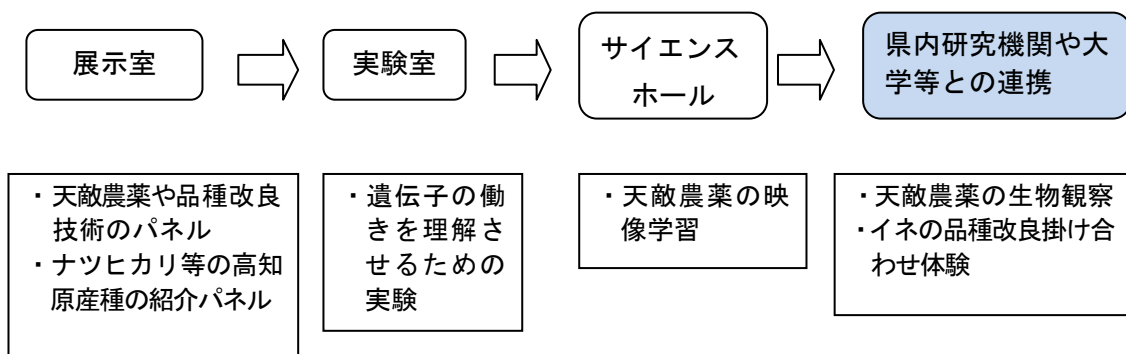 展示室
実験室
サイエンス
ホール
県内研究機関や大
学等との連携
・天敵農薬や品種改良
技術のパネル
・ナツヒカリ等の高知
原産種の紹介パネル
・遺伝子の働
きを理解さ
せるための
実験
・天敵農薬の映
像学習
・天敵農薬の生物観察
・イネの品種改良掛け合
わせ体験